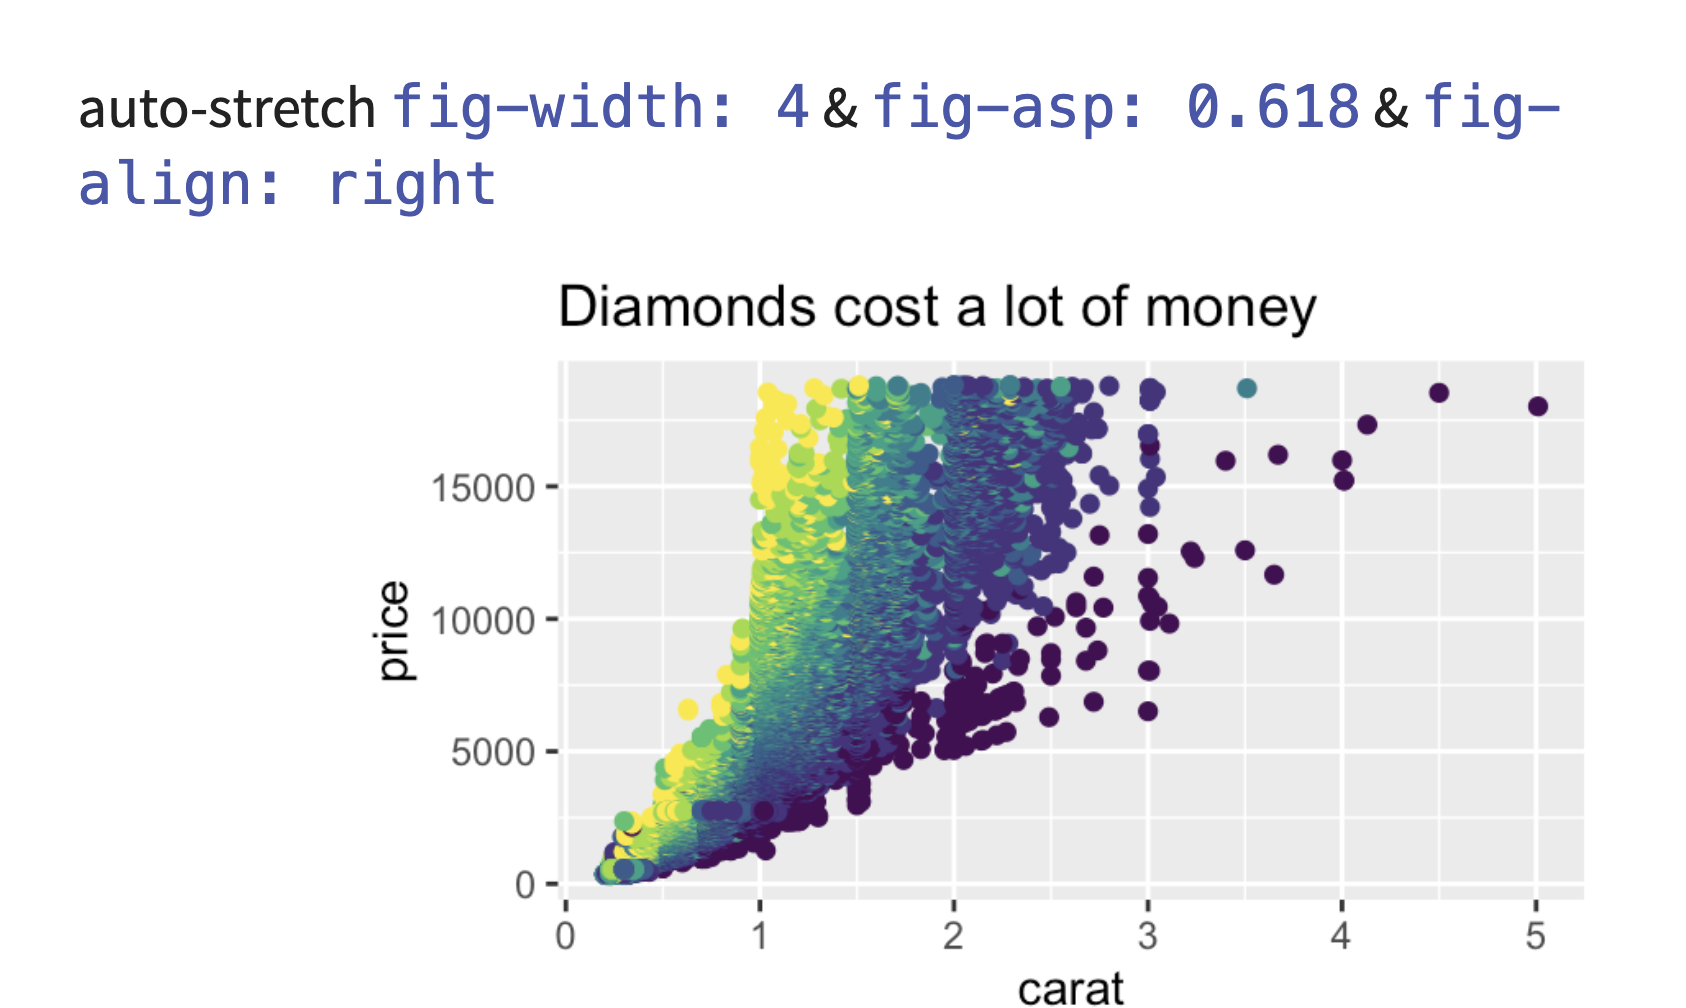 auto-stretch fig-width: 4 & fig-asp: 0.618 & fig-
align: right
Diamonds cost a lot of money
15000
10000
5000
0
price
0 1 2 3 4 5
carat